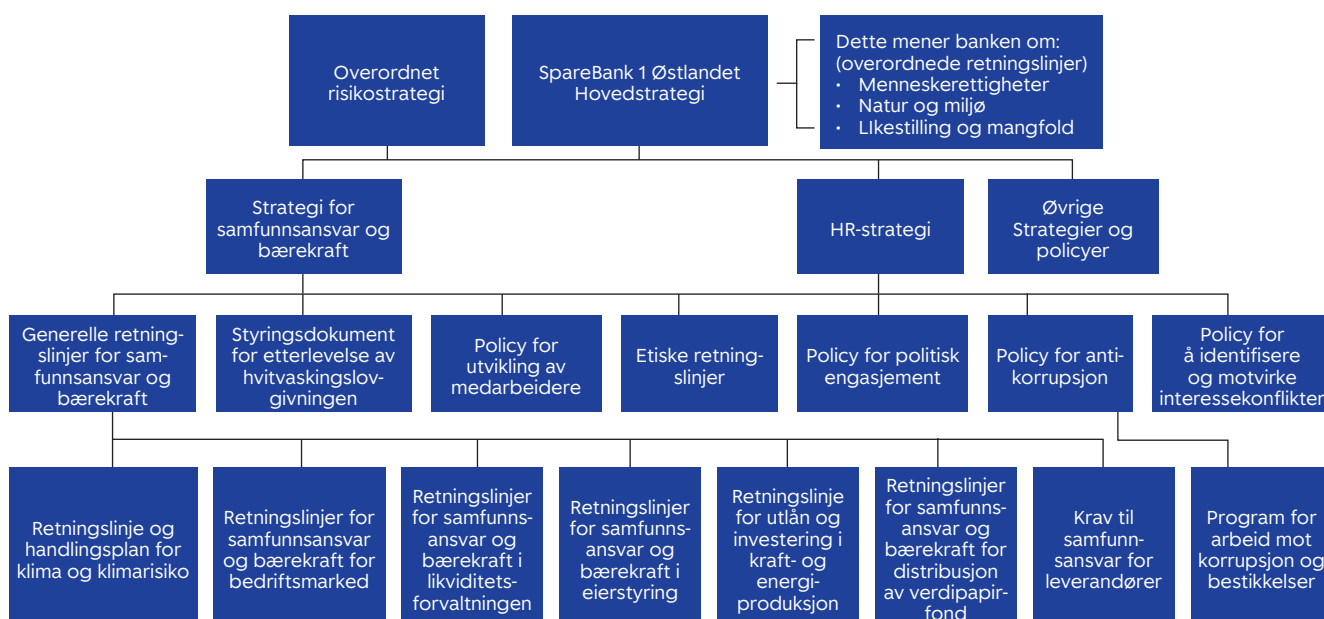 Overordnet
risikostrategi
SpareBank 1 Østlandet
Hovedstrategi
Dette mener banken om:
(overordnede retningslinjer)
• Menneskerettigheter
• Natur og miljø
• LIkestilling og mangfold
Strategi for
samfunnsansvar og
bærekraft
HR-strategi
Øvrige
Strategier og
policyer
Generelle retning-
slinjer for sam-
funnsansvar og
bærekraft
Styringsdokument
for etterlevelse av
hvitvaskingslov-
givningen
Policy for
utvikling av
medarbeidere
Etiske retning-
slinjer
Policy for politisk
engasjement
Policy for anti-
korrupsjon
Policy for
å identifisere
og motvirke
interessekonflikter
Retningslinje og
handlingsplan for
klima og klimarisiko
Retningslinjer for
samfunnsansvar
og bærekraft for
bedriftsmarked
Retningslinjer
for samfunns-
ansvar og
bærekraft i
likviditets-
forvaltningen
Retningslinjer
for samfunns-
ansvar og
bærekraft i
eierstyring
Retningslinje
for utlån og
investering i
kraft- og
energi-
produksjon
Retningslinjer
for samfunns-
ansvar og
bærekraft for
distribusjon
av verdipapir-
fond
Krav til
samfunn-
sansvar for
leverandører
Program for
arbeid mot
korrupsjon og
bestikkelser